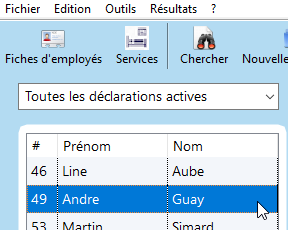 Fichier Edition Outils Résultats ?
Fiches d'employés Services Chercher Nouvelle
Toutes les déclarations actives
# Prénom Nom
46 Line Aube
49 Andre Guay
53 Martin Simard